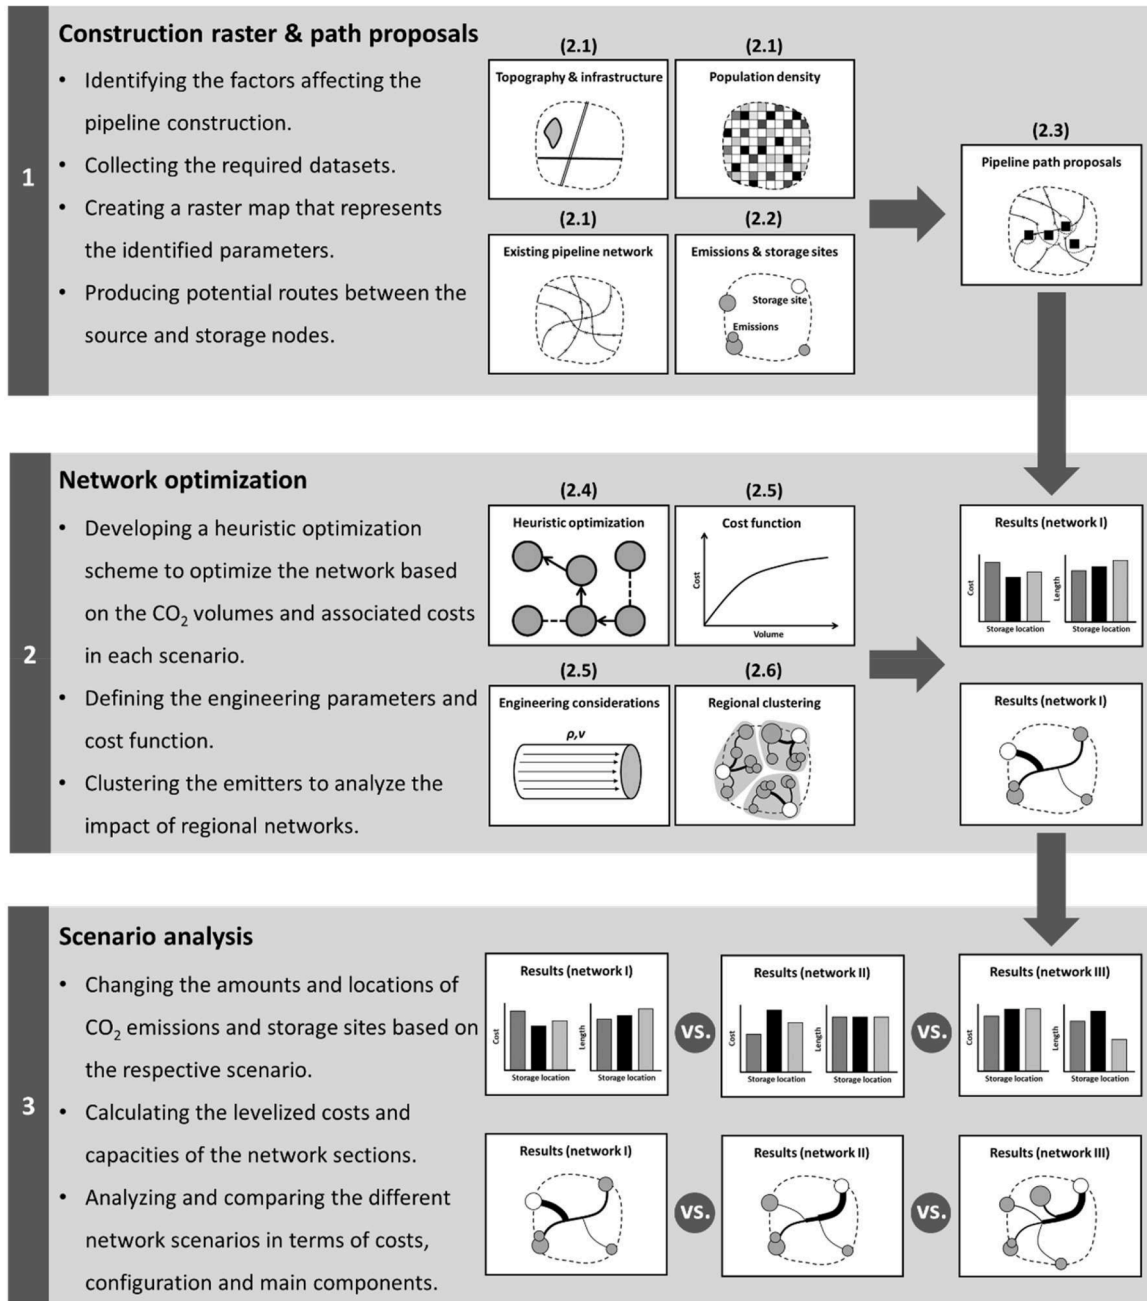 1
Construction raster & path proposals
• Identifying the factors affecting the
pipeline construction.
• Collecting the required datasets.
• Creating a raster map that represents
the identified parameters.
• Producing potential routes between the
source and storage nodes.
(2.1)
Topography & infrastructure
(2.1)
Population density
(2.1)
Existing pipeline network
(2.2)
Emissions & storage sites
Storage site
Emissions
(2.3)
Pipeline path proposals
2
Network optimization
• Developing a heuristic optimization
scheme to optimize the network based
on the CO₂ volumes and associated costs
in each scenario.
• Defining the engineering parameters and
cost function.
• Clustering the emitters to analyze the
impact of regional networks.
(2.4)
Heuristic optimization
(2.5)
Cost function
Cost
Volume
(2.5)
Engineering considerations
ρ,v
(2.6)
Regional clustering
Results (network I)
Cost
Storage location
Length
Storage location
Results (network I)
3
Scenario analysis
• Changing the amounts and locations of
CO₂ emissions and storage sites based on
the respective scenario.
• Calculating the levelized costs and
capacities of the network sections.
• Analyzing and comparing the different
network scenarios in terms of costs,
configuration and main components.
Results (network I)
Cost
Storage location
Length
Storage location
vs.
Results (network II)
Cost
Storage location
Length
Storage location
vs.
Results (network III)
Cost
Storage location
Length
Storage location
Results (network I)
vs.
Results (network II)
vs.
Results (network III)